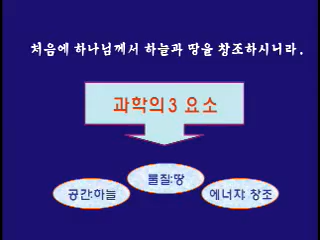 처음에 하나님께서 하늘과 땅을 창조하시니라.
과학의 3 요소
물질:땅
공간:하늘
에너지: 창조